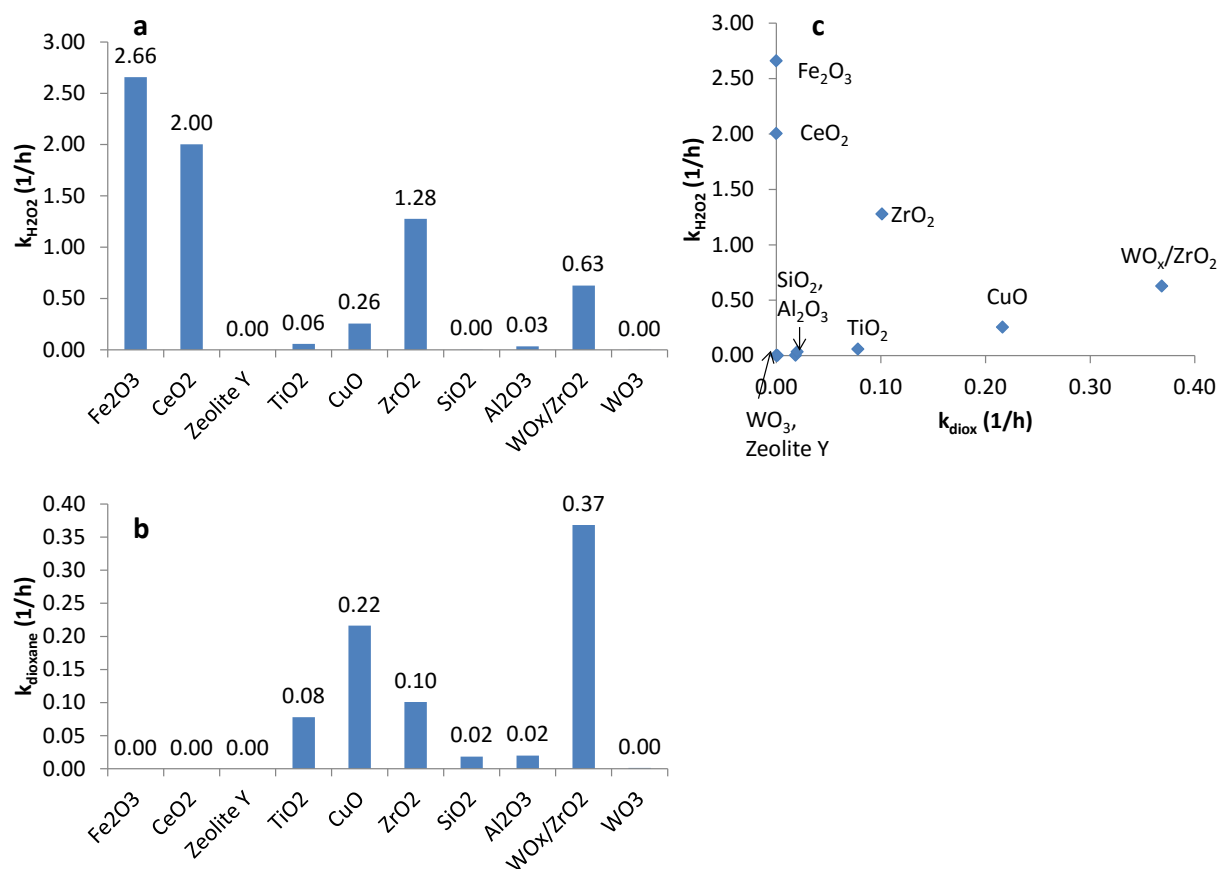 a
3.00
2.50
2.00
1.50
1.00
0.50
0.00
kH2O2 (1/h)
2.66
2.00
0.00
0.06
0.26
1.28
0.00
0.03
0.63
0.00
Fe2O3
CeO2
Zeolite Y
TiO2
CuO
ZrO2
SiO2
Al2O3
WOx/ZrO2
WO3
c
3.00
2.50
2.00
1.50
1.00
0.50
0.00
kH2O2 (1/h)
Fe₂O₃
CeO₂
ZrO₂
WOₓ/ZrO₂
SiO₂,
Al₂O₃
CuO
TiO₂
0.00
0.10
0.20
0.30
0.40
WO₃,
Zeolite Y
kdiox (1/h)
b
0.40
0.35
0.30
0.25
0.20
0.15
0.10
0.05
0.00
kdioxane (1/h)
0.00
0.00
0.00
0.08
0.22
0.10
0.02
0.02
0.37
0.00
Fe2O3
CeO2
Zeolite Y
TiO2
CuO
ZrO2
SiO2
Al2O3
WOx/ZrO2
WO3